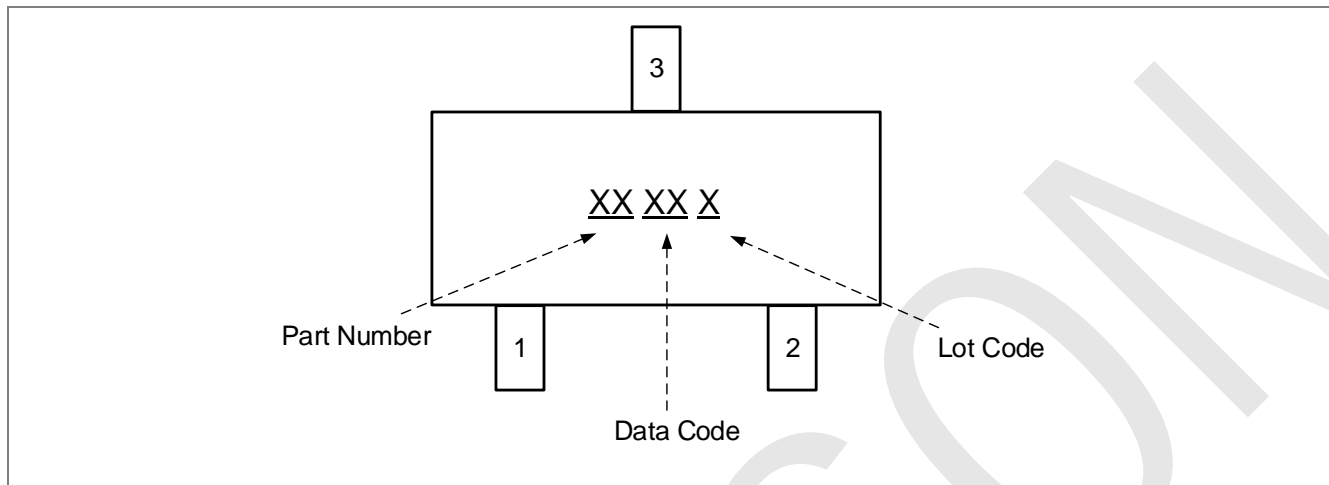 3
XX XX X
Part Number
1
2
Lot Code
Data Code